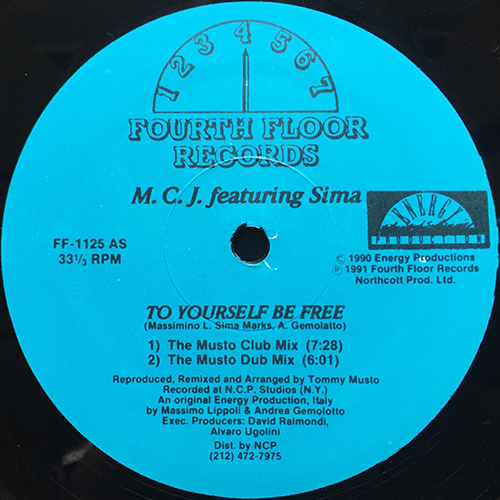 1 2 3 4 5 6 7
FOURTH FLOOR
RECORDS
M. C. J. featuring Sima
ENERGY
PRODUCTION
FF-1125 AS
33 1/3 RPM
© 1990 Energy Productions
℗ 1991 Fourth Floor Records
Northcott Prod. Ltd.
TO YOURSELF BE FREE
(Massimino L. Sima Marks, A. Gemolatto)
1) The Musto Club Mix (7:28)
2) The Musto Dub Mix (6:01)
Reproduced, Remixed and Arranged by Tommy Musto
Recorded at N.C.P. Studios (N.Y.)
An original Energy Production, Italy
by Massimo Lippoli & Andrea Gemolotto
Exec. Producers: David Raimondi,
Alvaro Ugolini
Dist. by NCP
(212) 472-7975